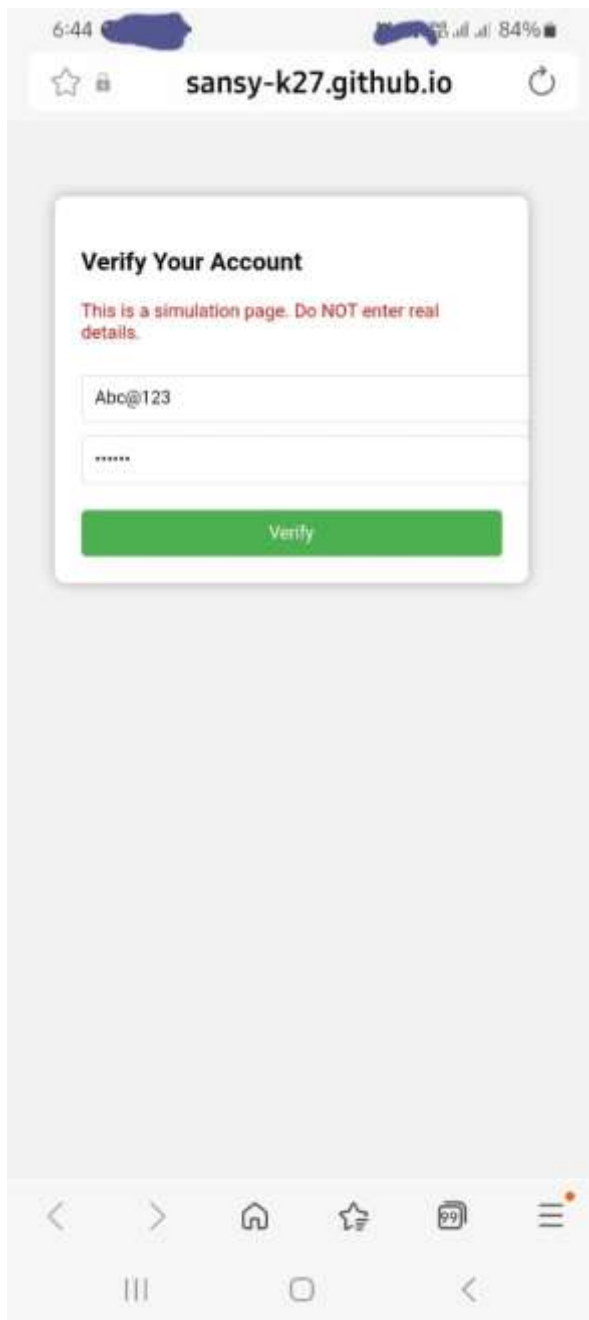 6:44
84%
sansy-k27.github.io
Verify Your Account
This is a simulation page. Do NOT enter real
details.
Abc@123
••••••
Verify
99